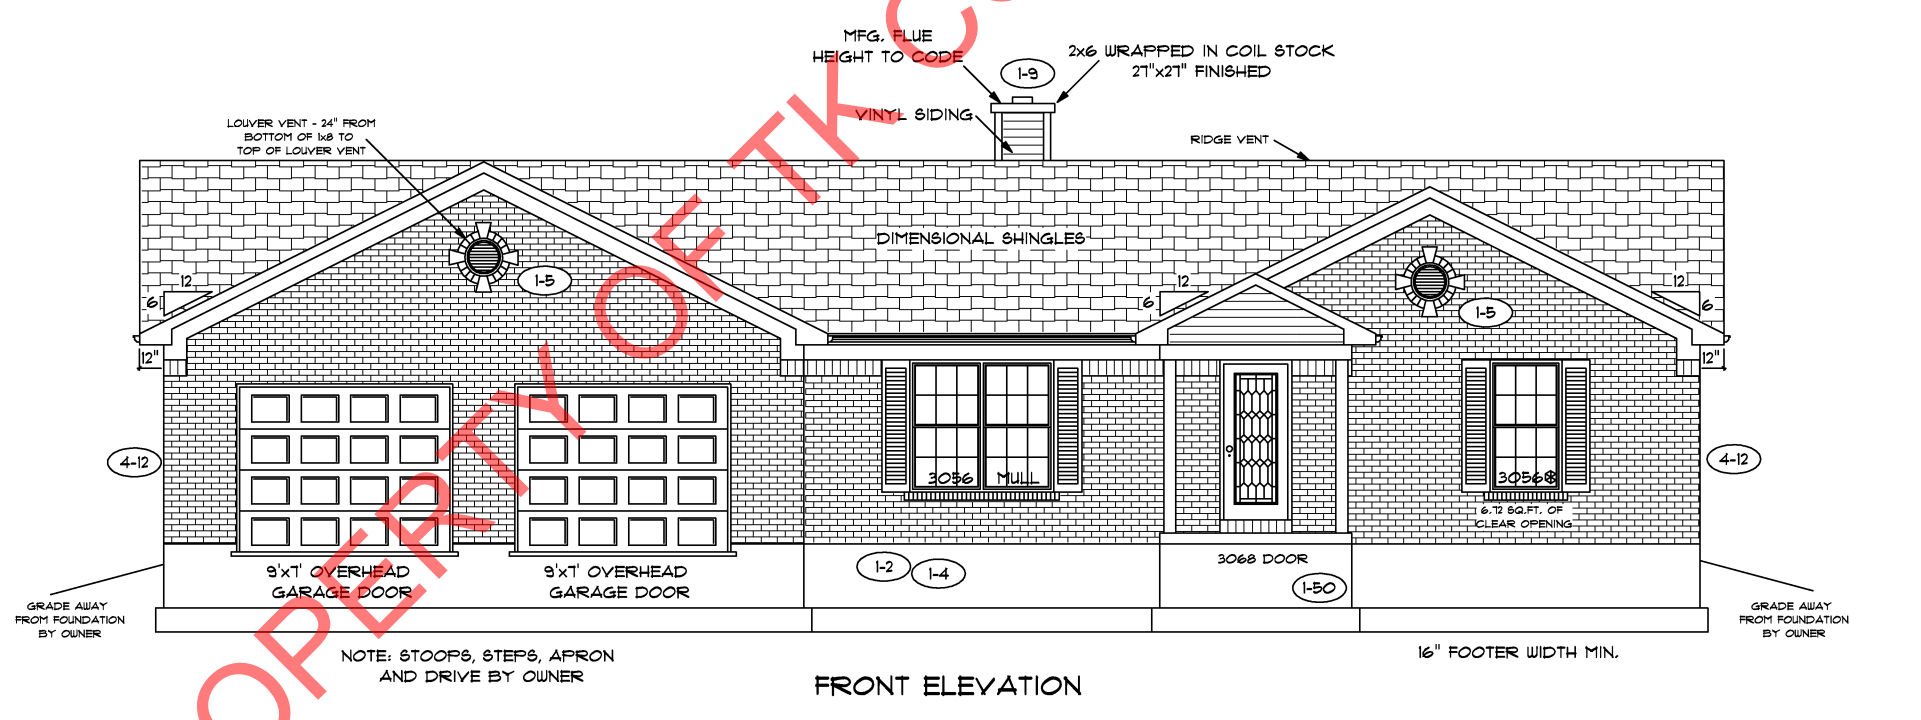 MFG. FLUE
HEIGHT TO CODE
1-9
2x6 WRAPPED IN COIL STOCK
27"x27" FINISHED
VINYL SIDING
LOUVER VENT - 24" FROM
BOTTOM OF 1x8 TO
TOP OF LOUVER VENT
RIDGE VENT
DIMENSIONAL SHINGLES
12
6
1-5
12
6
1-5
12
6
12"
12"
4-12
4-12
3056 MULL
3056
6.72 SQ.FT. OF
CLEAR OPENING
9'x7' OVERHEAD
GARAGE DOOR
9'x7' OVERHEAD
GARAGE DOOR
1-2
1-4
3068 DOOR
1-50
GRADE AWAY
FROM FOUNDATION
BY OWNER
GRADE AWAY
FROM FOUNDATION
BY OWNER
NOTE: STOOPS, STEPS, APRON
AND DRIVE BY OWNER
16" FOOTER WIDTH MIN.
FRONT ELEVATION
OPERTY OF TK CO